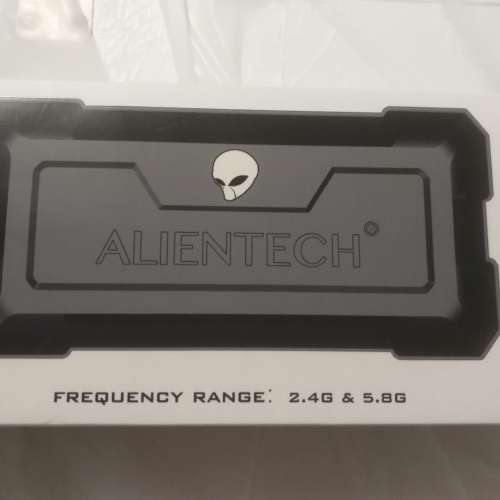 ALIENTECH®
FREQUENCY RANGE: 2.4G & 5.8G